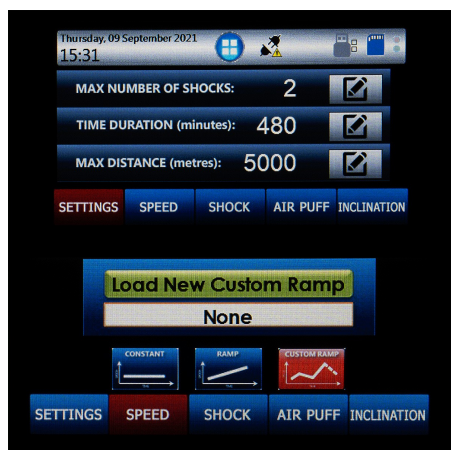 Thursday, 09 September 2021
15:31
MAX NUMBER OF SHOCKS: 2
TIME DURATION (minutes): 480
MAX DISTANCE (metres): 5000
SETTINGS SPEED SHOCK AIR PUFF INCLINATION
Load New Custom Ramp
None
CONSTANT RAMP CUSTOM RAMP
SETTINGS SPEED SHOCK AIR PUFF INCLINATION